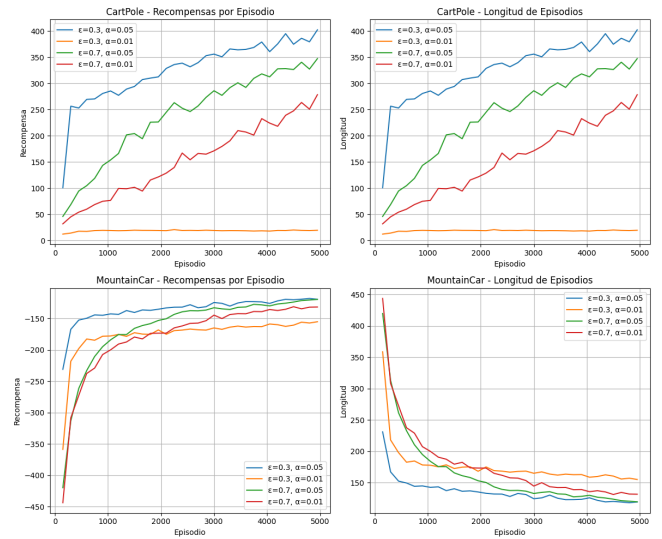 CartPole - Recompensas por Episodio
400
350
300
250
200
150
100
50
0
Recompensa
ε=0.3, α=0.05
ε=0.3, α=0.01
ε=0.7, α=0.05
ε=0.7, α=0.01
0 1000 2000 3000 4000 5000
Episodio
CartPole - Longitud de Episodios
400
350
300
250
200
150
100
50
0
Longitud
ε=0.3, α=0.05
ε=0.3, α=0.01
ε=0.7, α=0.05
ε=0.7, α=0.01
0 1000 2000 3000 4000 5000
Episodio
MountainCar - Recompensas por Episodio
−150
−200
−250
−300
−350
−400
−450
Recompensa
ε=0.3, α=0.05
ε=0.3, α=0.01
ε=0.7, α=0.05
ε=0.7, α=0.01
0 1000 2000 3000 4000 5000
Episodio
MountainCar - Longitud de Episodios
450
400
350
300
250
200
150
Longitud
ε=0.3, α=0.05
ε=0.3, α=0.01
ε=0.7, α=0.05
ε=0.7, α=0.01
0 1000 2000 3000 4000 5000
Episodio